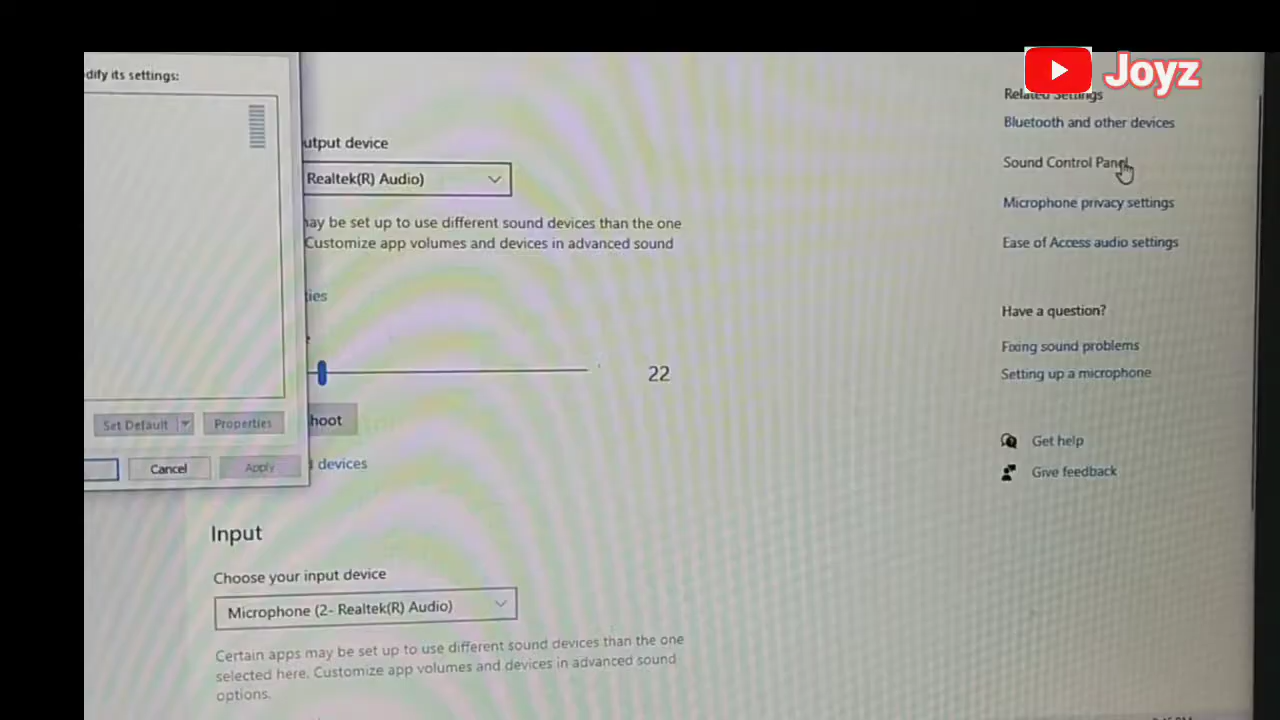 Joyz
dify its settings:
Set Default
Properties
Cancel
Apply
utput device
Realtek(R) Audio)
may be set up to use different sound devices than the one
Customize app volumes and devices in advanced sound
ies
22
hoot
devices
Input
Choose your input device
Microphone (2- Realtek(R) Audio)
Certain apps may be set up to use different sound devices than the one
selected here. Customize app volumes and devices in advanced sound
options.
Related Settings
Bluetooth and other devices
Sound Control Panel
Microphone privacy settings
Ease of Access audio settings
Have a question?
Fixing sound problems
Setting up a microphone
Get help
Give feedback